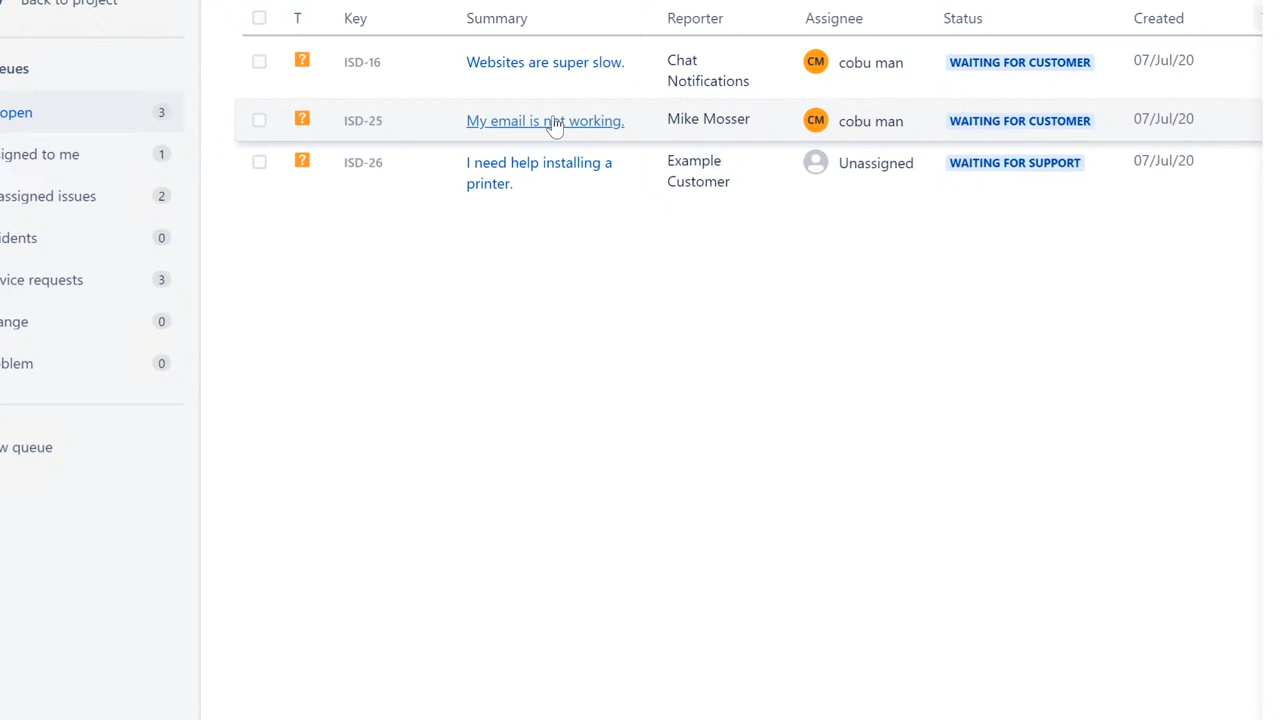 Back to project
T Key Summary Reporter Assignee Status Created
eues
open 3
igned to me 1
assigned issues 2
idents 0
vice requests 3
ange 0
blem 0
w queue
? ISD-16 Websites are super slow. Chat CM cobu man WAITING FOR CUSTOMER 07/Jul/20
Notifications
? ISD-25 My email is not working. Mike Mosser CM cobu man WAITING FOR CUSTOMER 07/Jul/20
? ISD-26 I need help installing a Example Unassigned WAITING FOR SUPPORT 07/Jul/20
printer. Customer